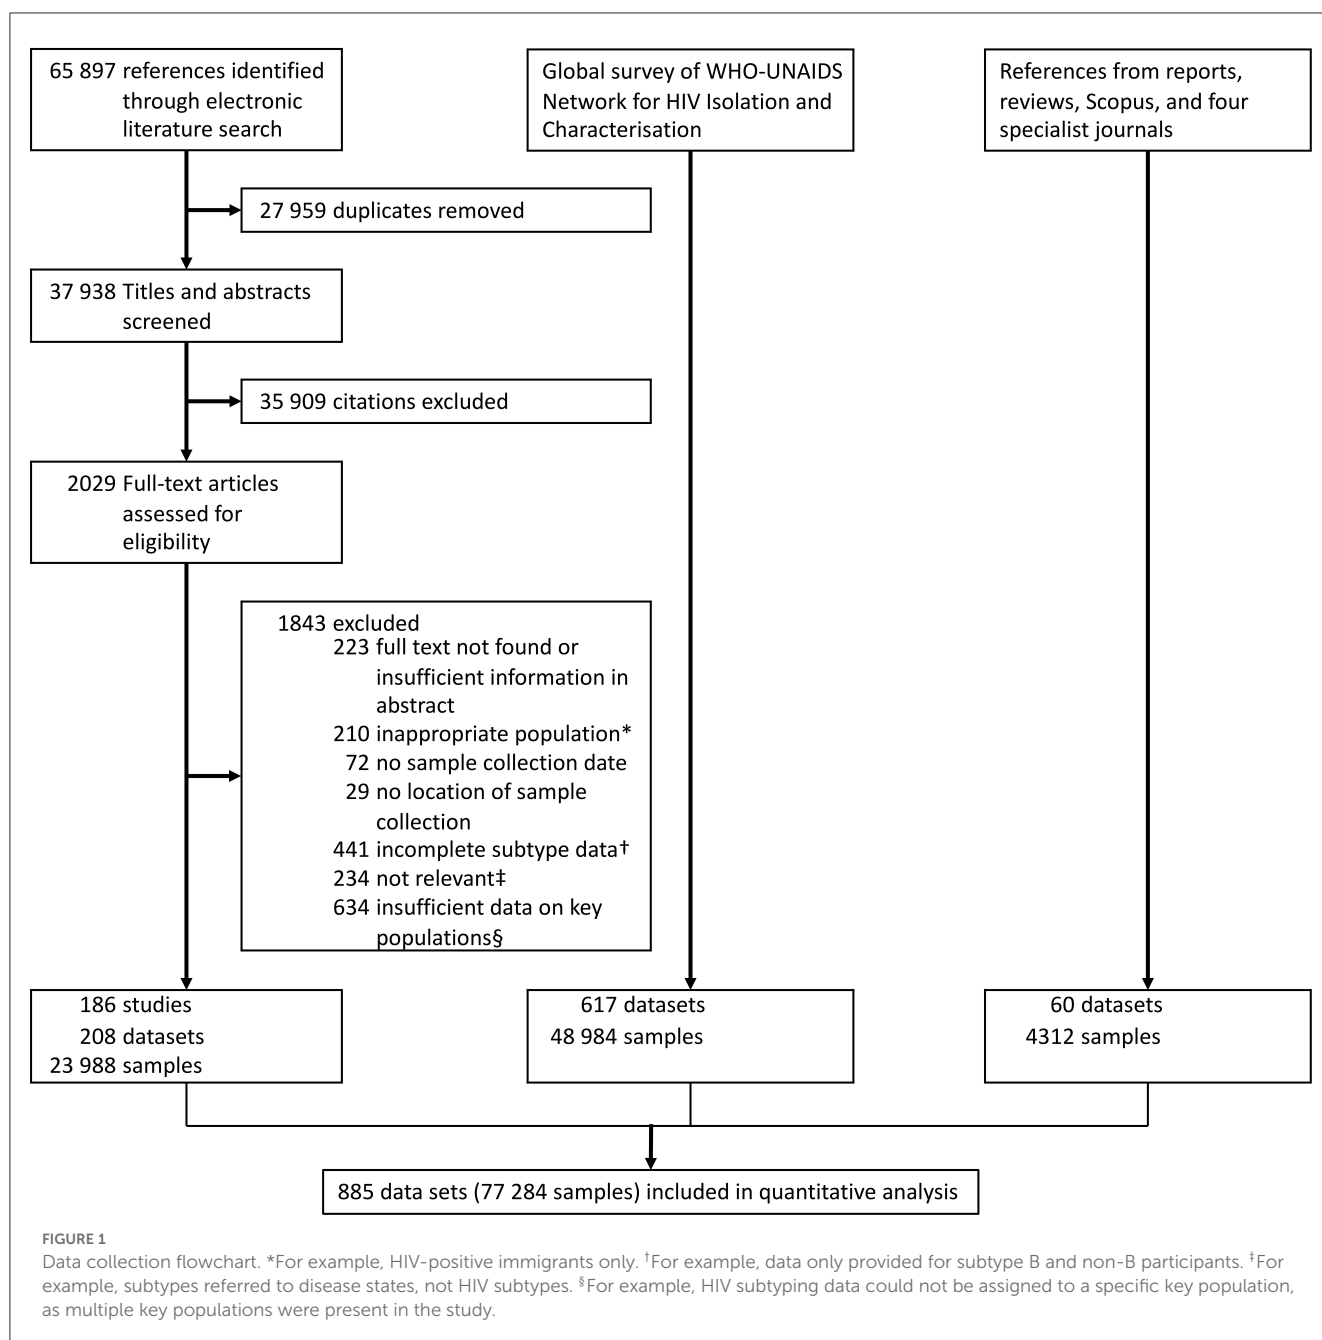 65 897 references identified
through electronic
literature search
Global survey of WHO-UNAIDS
Network for HIV Isolation and
Characterisation
References from reports,
reviews, Scopus, and four
specialist journals
27 959 duplicates removed
37 938 Titles and abstracts
screened
35 909 citations excluded
2029 Full-text articles
assessed for
eligibility
1843 excluded
223 full text not found or
insufficient information in
abstract
210 inappropriate population*
72 no sample collection date
29 no location of sample
collection
441 incomplete subtype data†
234 not relevant‡
634 insufficient data on key
populations§
186 studies
208 datasets
23 988 samples
617 datasets
48 984 samples
60 datasets
4312 samples
885 data sets (77 284 samples) included in quantitative analysis
FIGURE 1
Data collection flowchart. *For example, HIV-positive immigrants only. †For example, data only provided for subtype B and non-B participants. ‡For
example, subtypes referred to disease states, not HIV subtypes. §For example, HIV subtyping data could not be assigned to a specific key population,
as multiple key populations were present in the study.